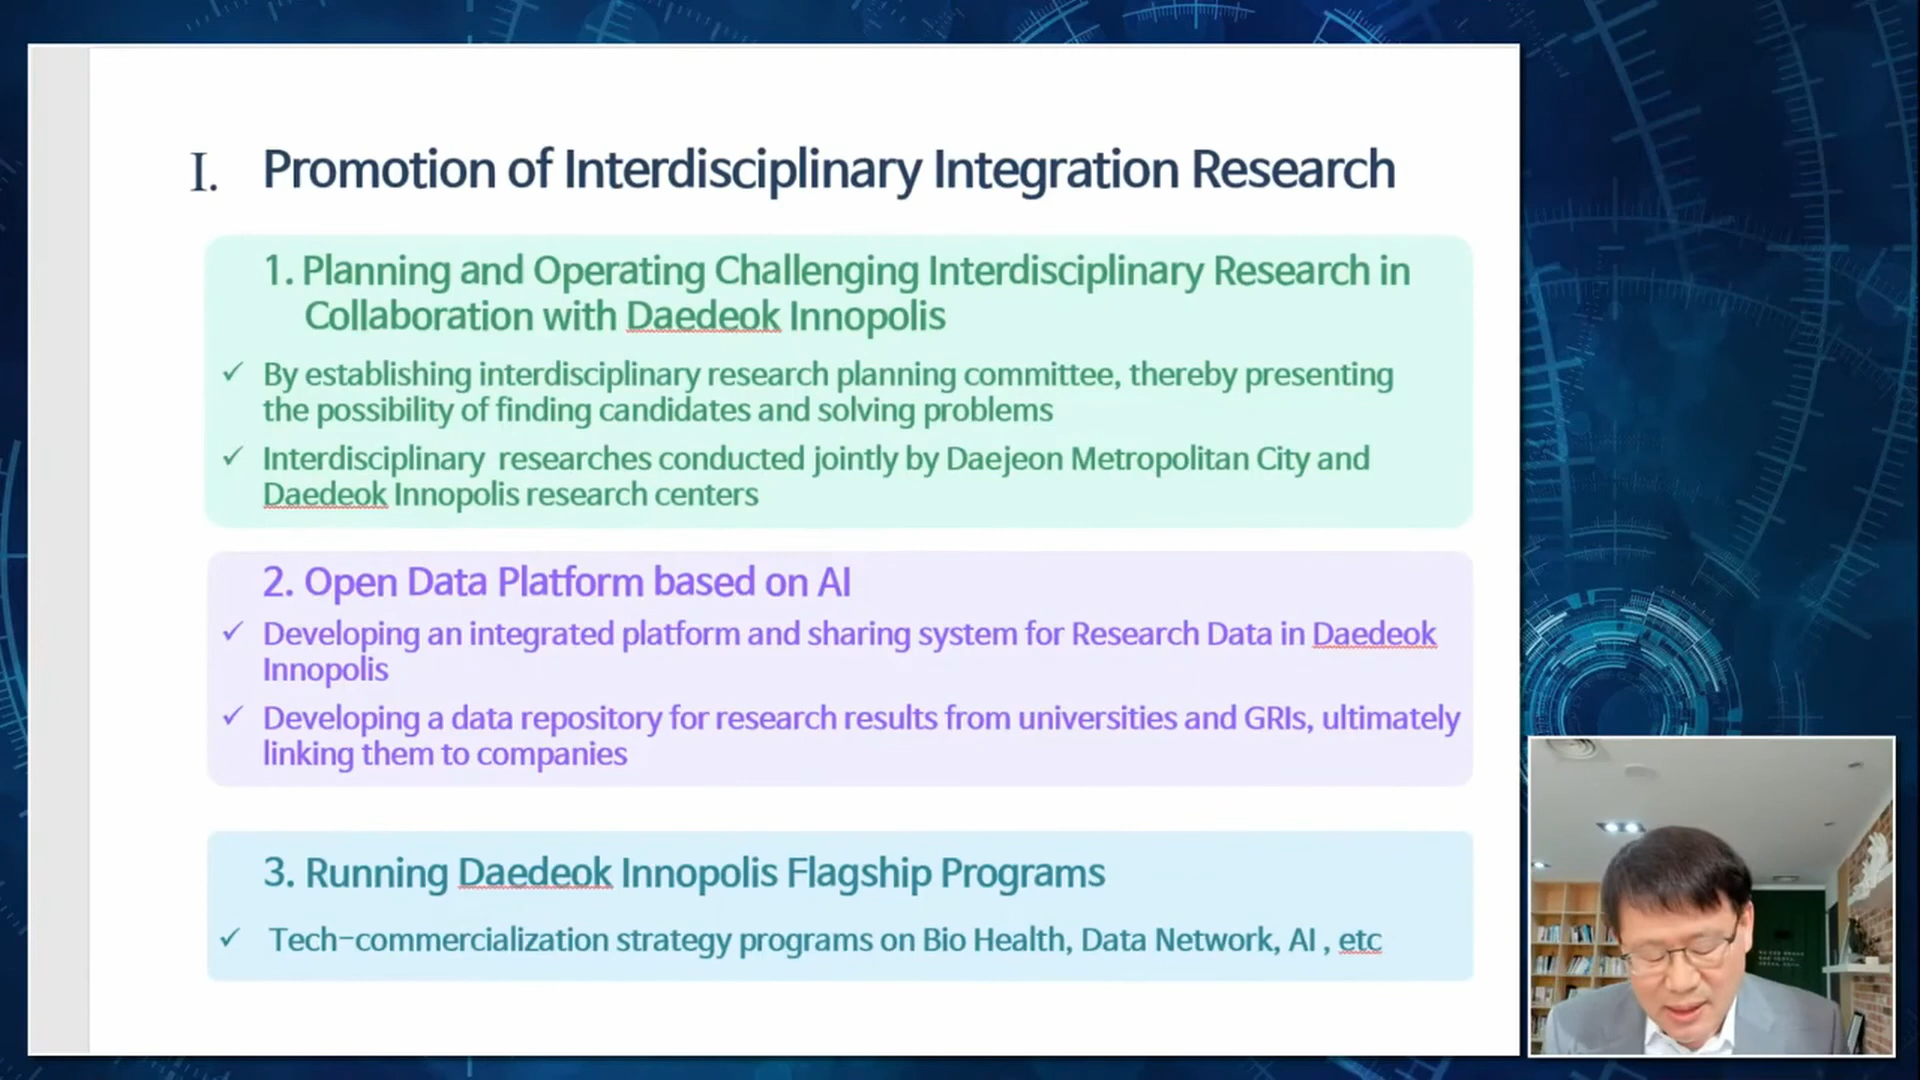 I. Promotion of Interdisciplinary Integration Research
1. Planning and Operating Challenging Interdisciplinary Research in
Collaboration with Daedeok Innopolis
✓ By establishing interdisciplinary research planning committee, thereby presenting
the possibility of finding candidates and solving problems
✓ Interdisciplinary researches conducted jointly by Daejeon Metropolitan City and
Daedeok Innopolis research centers
2. Open Data Platform based on AI
✓ Developing an integrated platform and sharing system for Research Data in Daedeok
Innopolis
✓ Developing a data repository for research results from universities and GRIs, ultimately
linking them to companies
3. Running Daedeok Innopolis Flagship Programs
✓ Tech-commercialization strategy programs on Bio Health, Data Network, AI , etc